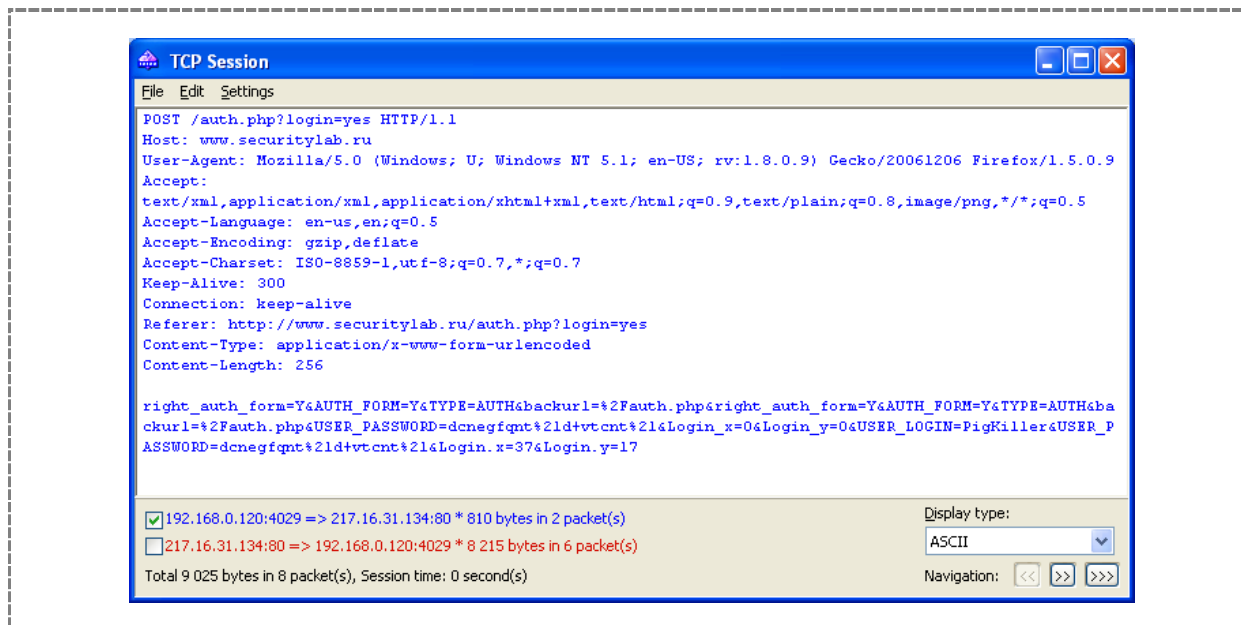 TCP Session
File Edit Settings
POST /auth.php?login=yes HTTP/1.1
Host: www.securitylab.ru
User-Agent: Mozilla/5.0 (Windows; U; Windows NT 5.1; en-US; rv:1.8.0.9) Gecko/20061206 Firefox/1.5.0.9
Accept:
text/xml,application/xml,application/xhtml+xml,text/html;q=0.9,text/plain;q=0.8,image/png,*/*;q=0.5
Accept-Language: en-us,en;q=0.5
Accept-Encoding: gzip,deflate
Accept-Charset: ISO-8859-1,utf-8;q=0.7,*;q=0.7
Keep-Alive: 300
Connection: keep-alive
Referer: http://www.securitylab.ru/auth.php?login=yes
Content-Type: application/x-www-form-urlencoded
Content-Length: 256
right_auth_form=Y&AUTH_FORM=Y&TYPE=AUTH&backurl=%2Fauth.php&right_auth_form=Y&AUTH_FORM=Y&TYPE=AUTH&ba
ckurl=%2Fauth.php&USER_PASSWORD=dcnegfqnt%21d+vtcnt%21&Login_x=0&Login_y=0&USER_LOGIN=PigKiller&USER_P
ASSWORD=dcnegfqnt%21d+vtcnt%21&Login.x=37&Login.y=17
192.168.0.120:4029 => 217.16.31.134:80 * 810 bytes in 2 packet(s)
Display type:
217.16.31.134:80 => 192.168.0.120:4029 * 8 215 bytes in 6 packet(s)
ASCII
Total 9 025 bytes in 8 packet(s), Session time: 0 second(s)
Navigation: << >> >>>